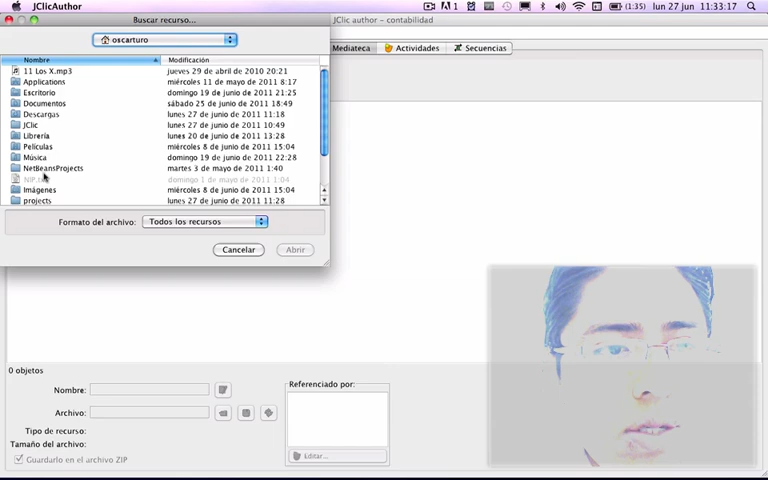 JClicAuthor
1
(1:35)
lun 27 jun
11:33:17
Buscar recurso...
JClic author - contabilidad
oscarturo
Mediateca
Actividades
Secuencias
Nombre
Modificación
11 Los X.mp3
jueves 29 de abril de 2010 20:21
Applications
miércoles 11 de mayo de 2011 8:17
Escritorio
domingo 19 de junio de 2011 21:25
Documentos
sábado 25 de junio de 2011 18:49
Descargas
lunes 27 de junio de 2011 11:18
JClic
lunes 27 de junio de 2011 10:49
Librería
lunes 20 de junio de 2011 13:28
Películas
miércoles 8 de junio de 2011 15:04
Música
domingo 19 de junio de 2011 22:28
NetBeansProjects
martes 3 de mayo de 2011 1:40
domingo 1 de mayo de 2011 1:04
Imágenes
miércoles 8 de junio de 2011 15:04
projects
lunes 27 de junio de 2011 11:28
Formato del archivo:
Todos los recursos
Cancelar
Abrir
0 objetos
Nombre:
Referenciado por:
Archivo:
Tipo de recurso:
Tamaño del archivo:
Guardarlo en el archivo ZIP
Editar...